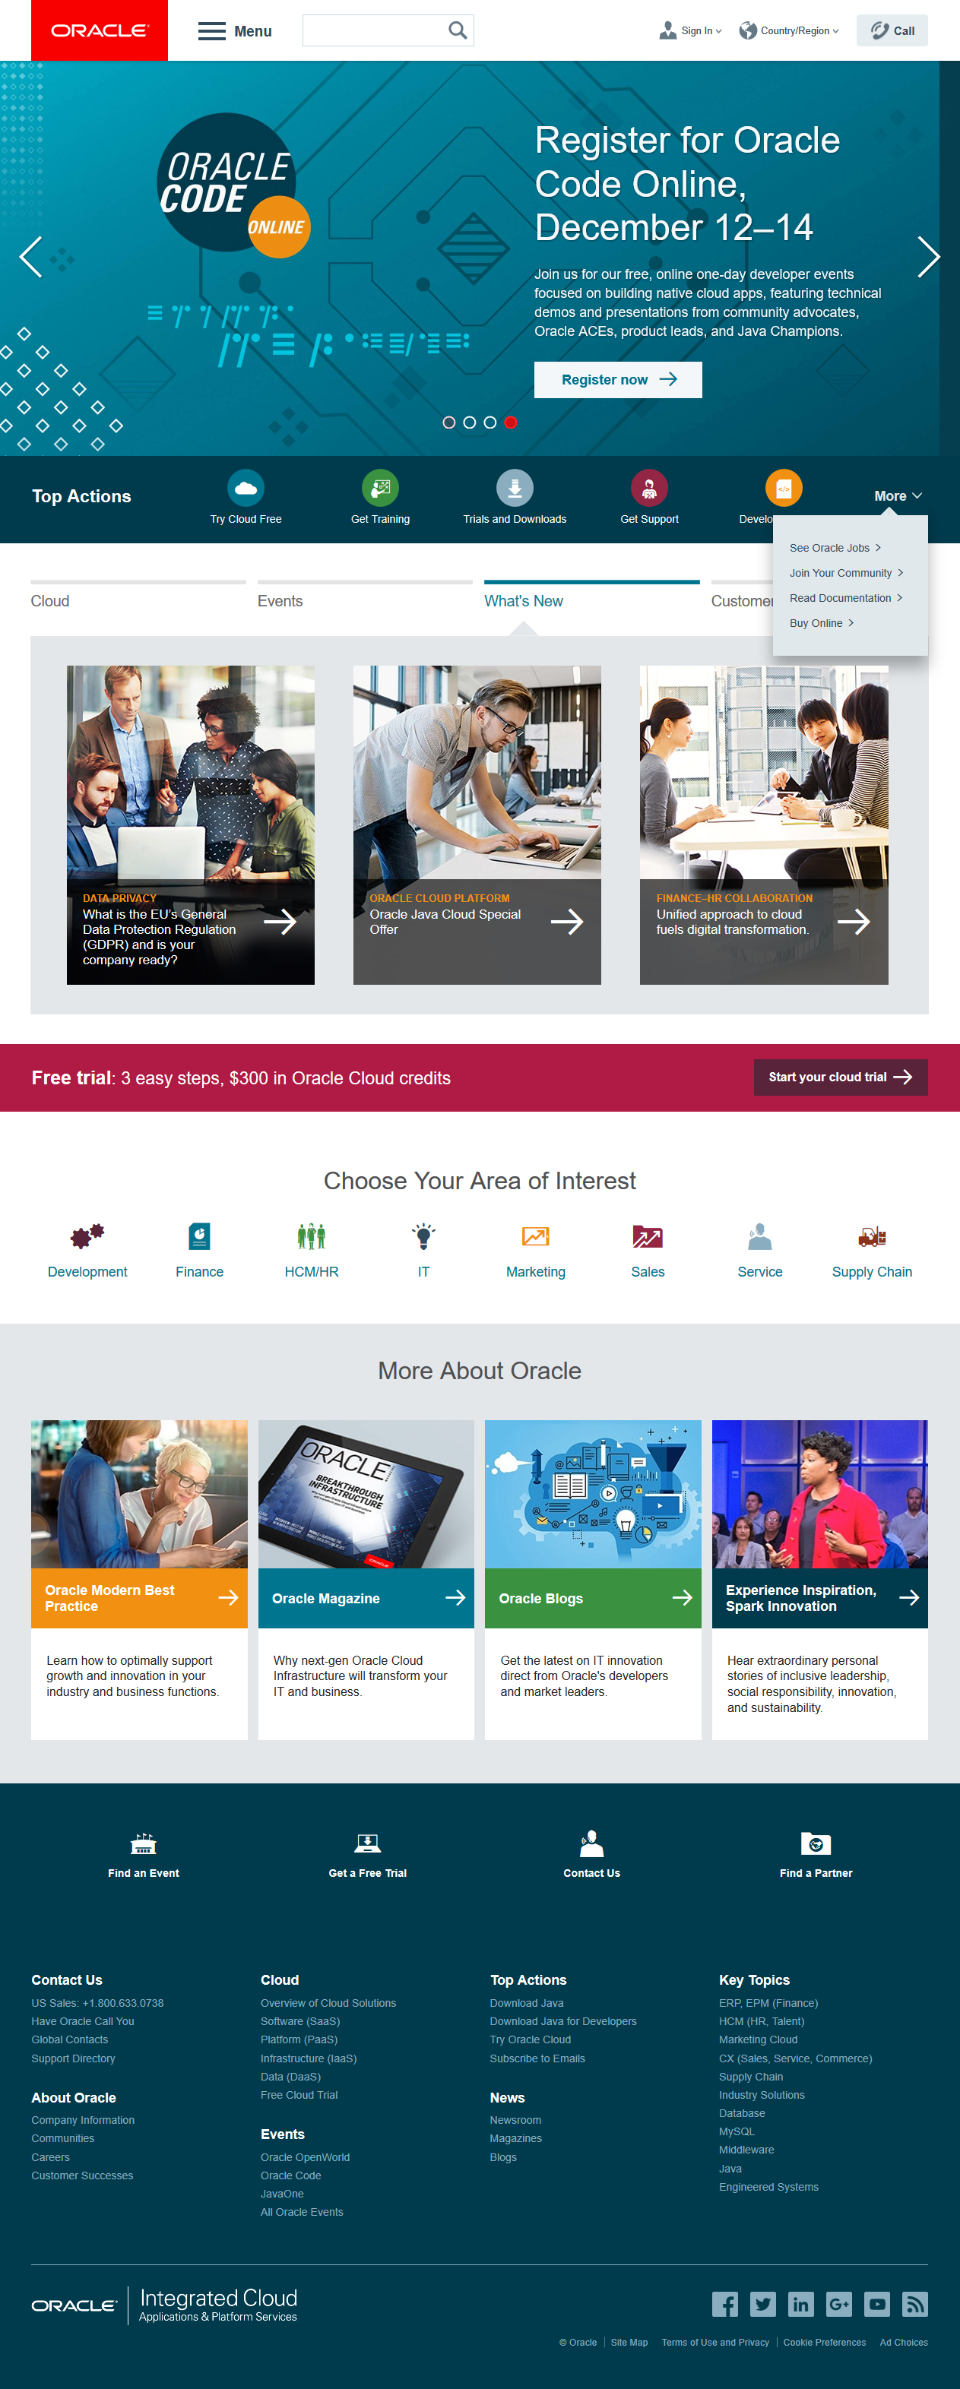 ORACLE
Menu
Sign In
Country/Region
Call
ORACLE
CODE
ONLINE
Register for Oracle
Code Online,
December 12–14
Join us for our free, online one-day developer events
focused on building native cloud apps, featuring technical
demos and presentations from community advocates,
Oracle ACEs, product leads, and Java Champions.
Register now
Top Actions
Try Cloud Free
Get Training
Trials and Downloads
Get Support
Develo
More
See Oracle Jobs
Join Your Community
Read Documentation
Buy Online
Cloud
Events
What's New
Custome
DATA PRIVACY
What is the EU's General
Data Protection Regulation
(GDPR) and is your
company ready?
ORACLE CLOUD PLATFORM
Oracle Java Cloud Special
Offer
FINANCE–HR COLLABORATION
Unified approach to cloud
fuels digital transformation.
Free trial: 3 easy steps, $300 in Oracle Cloud credits
Start your cloud trial
Choose Your Area of Interest
Development
Finance
HCM/HR
IT
Marketing
Sales
Service
Supply Chain
More About Oracle
ORACLE
BREAKTHROUGH
INFRASTRUCTURE
Oracle Modern Best
Practice
Oracle Magazine
Oracle Blogs
Experience Inspiration,
Spark Innovation
Learn how to optimally support
growth and innovation in your
industry and business functions.
Why next-gen Oracle Cloud
Infrastructure will transform your
IT and business.
Get the latest on IT innovation
direct from Oracle's developers
and market leaders.
Hear extraordinary personal
stories of inclusive leadership,
social responsibility, innovation,
and sustainability.
Find an Event
Get a Free Trial
Contact Us
Find a Partner
Contact Us
US Sales: +1.800.633.0738
Have Oracle Call You
Global Contacts
Support Directory
About Oracle
Company Information
Communities
Careers
Customer Successes
Cloud
Overview of Cloud Solutions
Software (SaaS)
Platform (PaaS)
Infrastructure (IaaS)
Data (DaaS)
Free Cloud Trial
Events
Oracle OpenWorld
Oracle Code
JavaOne
All Oracle Events
Top Actions
Download Java
Download Java for Developers
Try Oracle Cloud
Subscribe to Emails
News
Newsroom
Magazines
Blogs
Key Topics
ERP, EPM (Finance)
HCM (HR, Talent)
Marketing Cloud
CX (Sales, Service, Commerce)
Supply Chain
Industry Solutions
Database
MySQL
Middleware
Java
Engineered Systems
ORACLE
Integrated Cloud
Applications & Platform Services
© Oracle
Site Map
Terms of Use and Privacy
Cookie Preferences
Ad Choices